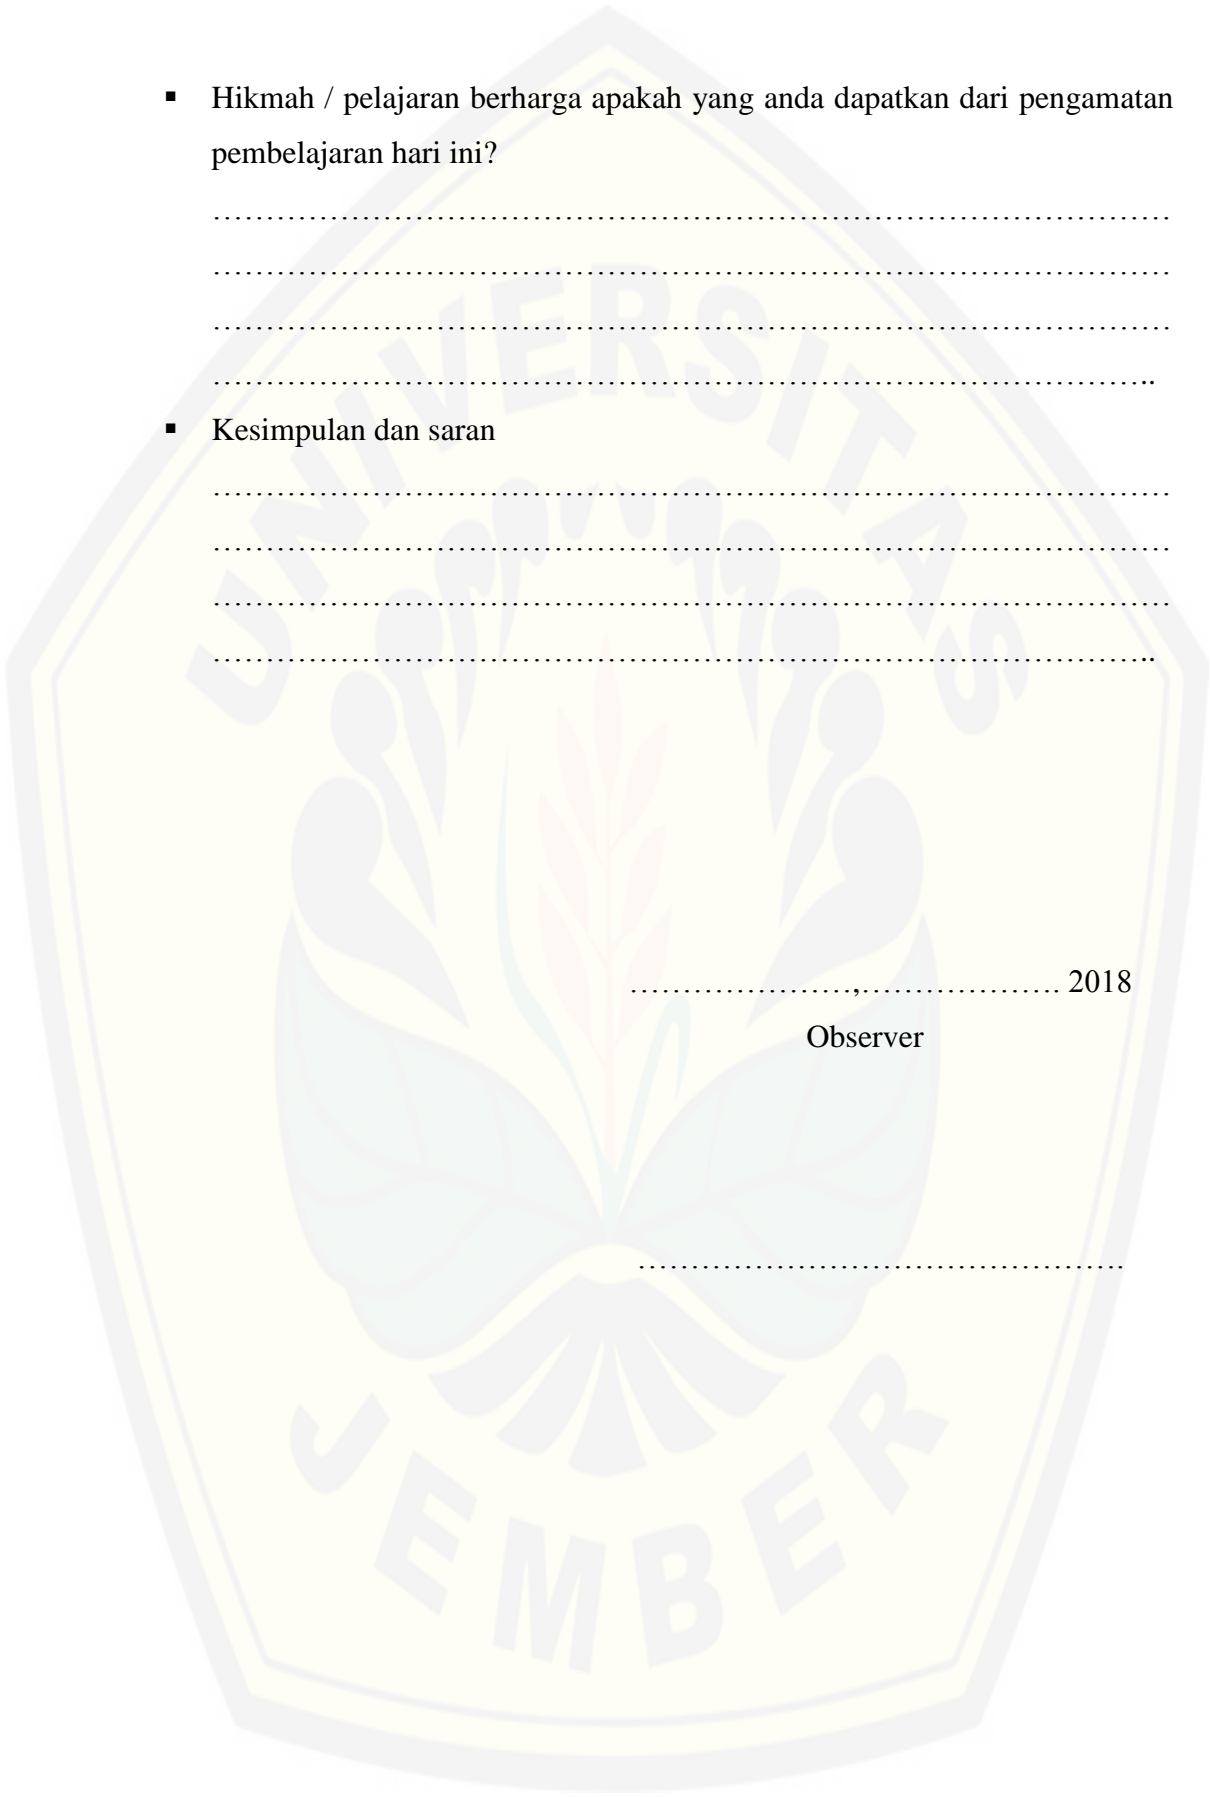 ▪ Hikmah / pelajaran berharga apakah yang anda dapatkan dari pengamatan
pembelajaran hari ini?
……………………………………………………………………………
……………………………………………………………………………
……………………………………………………………………………
…………………………………………………………………………..
▪ Kesimpulan dan saran
……………………………………………………………………………
……………………………………………………………………………
…………………………………………………………………………….
…………………………………………………………………………..
…………………,………………. 2018
Observer
……………………………………….
UNIVERSITAS
JEMBER